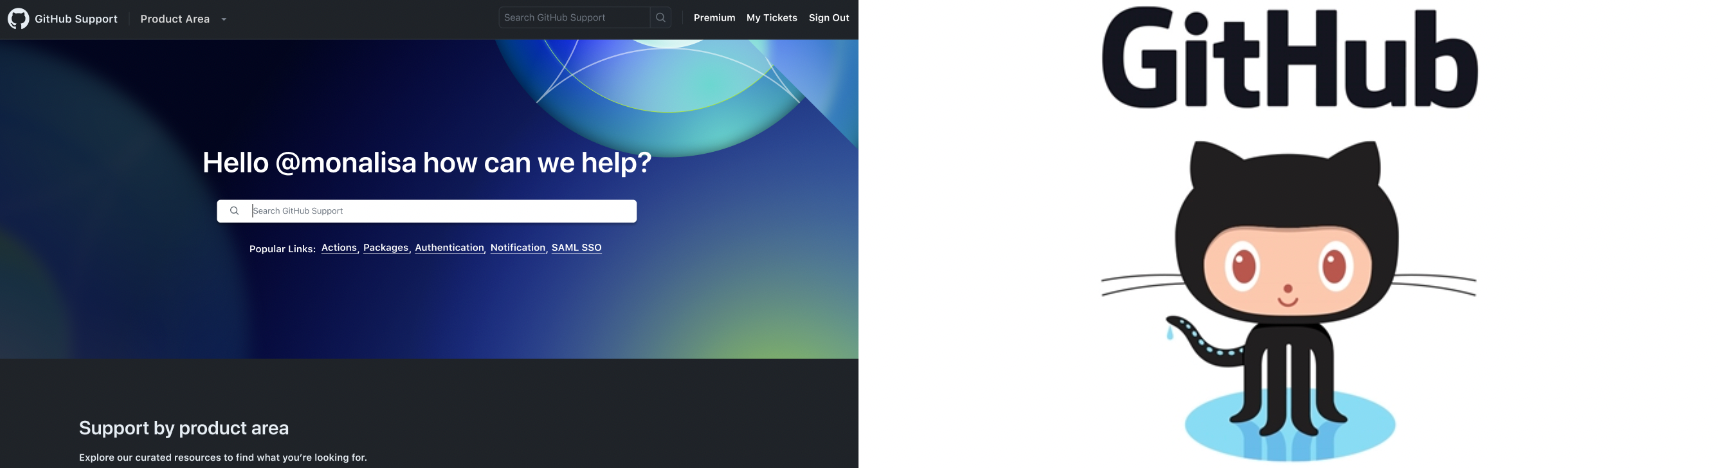 GitHub Support Product Area Search GitHub Support Premium My Tickets Sign Out
Hello @monalisa how can we help?
Search GitHub Support
Popular Links: Actions, Packages, Authentication, Notification, SAML SSO
Support by product area
Explore our curated resources to find what you're looking for.
GitHub